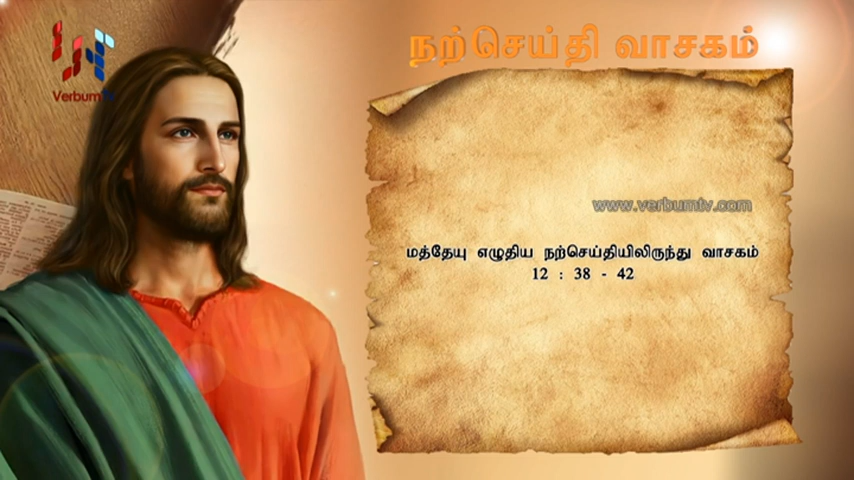 VerbumTv
நற்செய்தி வாசகம்
www.verbumtv.com
மத்தேயு எழுதிய நற்செய்தியிலிருந்து வாசகம்
12 : 38 - 42